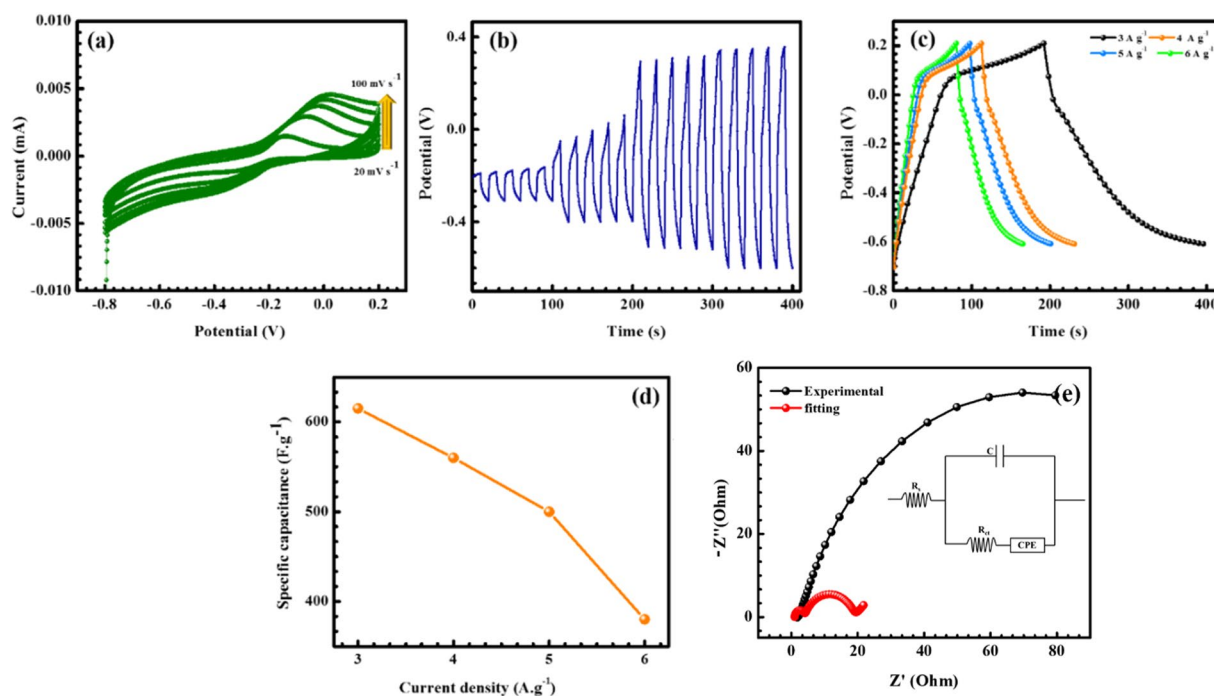 (a)
0.010
0.005
0.000
-0.005
-0.010
Current (mA)
100 mV s-1
20 mV s-1
-0.8 -0.6 -0.4 -0.2 0.0 0.2
Potential (V)
(b)
0.4
0.0
-0.4
Potential (V)
0 100 200 300 400
Time (s)
(c)
3 A g-1 4 A g-1
5 A g-1 6 A g-1
0.4
0.2
0.0
-0.2
-0.4
-0.6
-0.8
Potential (V)
0 100 200 300 400
Time (s)
(d)
600
500
400
Specific capacitance (F.g-1)
3 4 5 6
Current density (A.g-1)
(e)
Experimental
fitting
60
40
20
0
-Z''(Ohm)
C
Rs
Rct
CPE
0 20 40 60 80
Z' (Ohm)